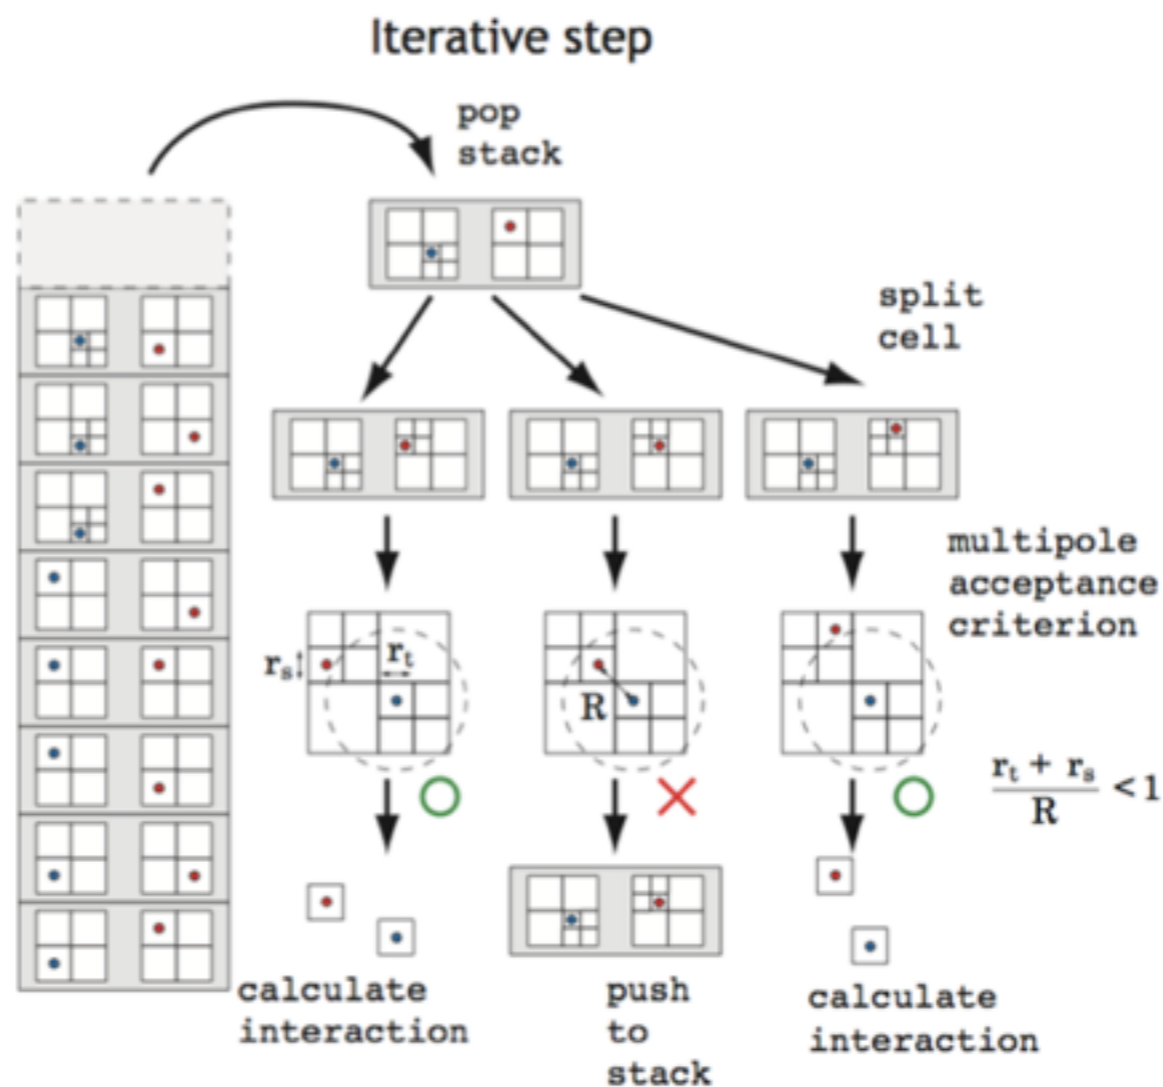 Iterative step
pop
stack
split
cell
multipole
acceptance
criterion
rs
rt
R
rt + rs
R
< 1
calculate
interaction
push
to
stack
calculate
interaction